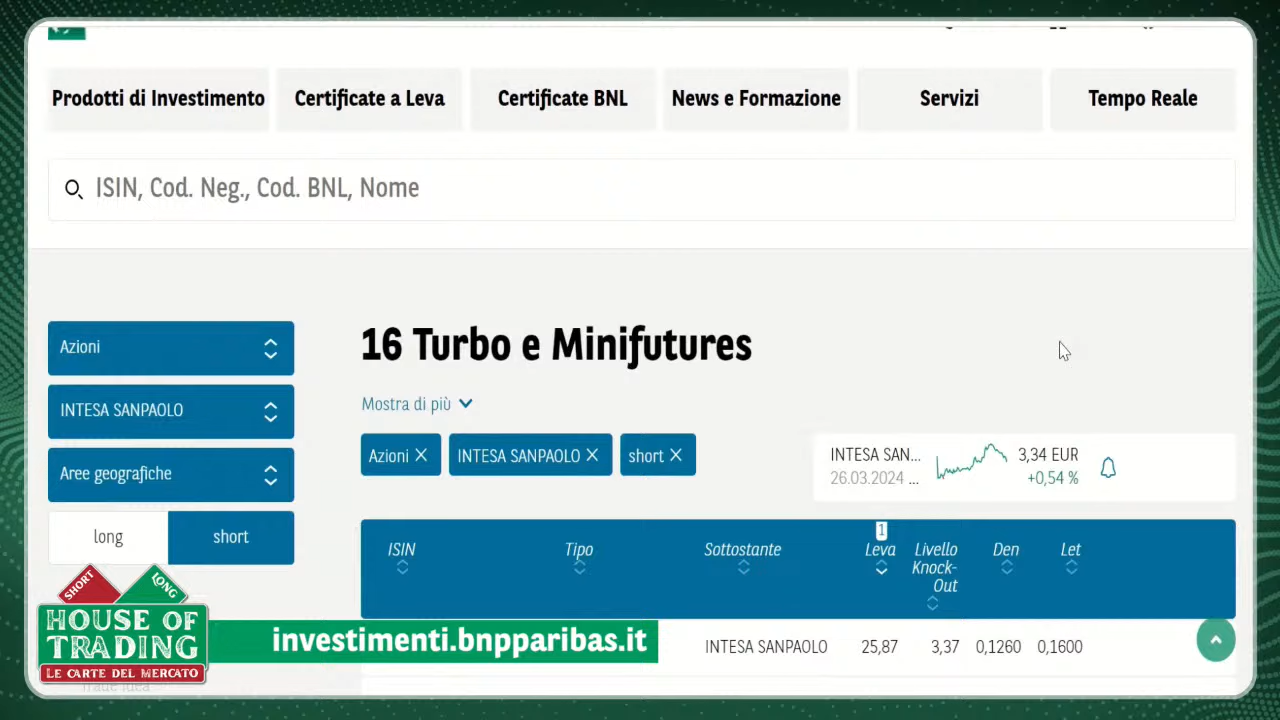 Prodotti di Investimento
Certificate a Leva
Certificate BNL
News e Formazione
Servizi
Tempo Reale
ISIN, Cod. Neg., Cod. BNL, Nome
Azioni
INTESA SANPAOLO
Aree geografiche
long short
16 Turbo e Minifutures
Mostra di più
Azioni INTESA SANPAOLO short
INTESA SAN... 3,34 EUR
26.03.2024 ... +0,54 %
1
ISIN Tipo Sottostante Leva Livello Knock-Out Den Let
INTESA SANPAOLO 25,87 3,37 0,1260 0,1600
SHORT LONG
HOUSE OF
TRADING
LE CARTE DEL MERCATO
investimenti.bnpparibas.it
Trade idea